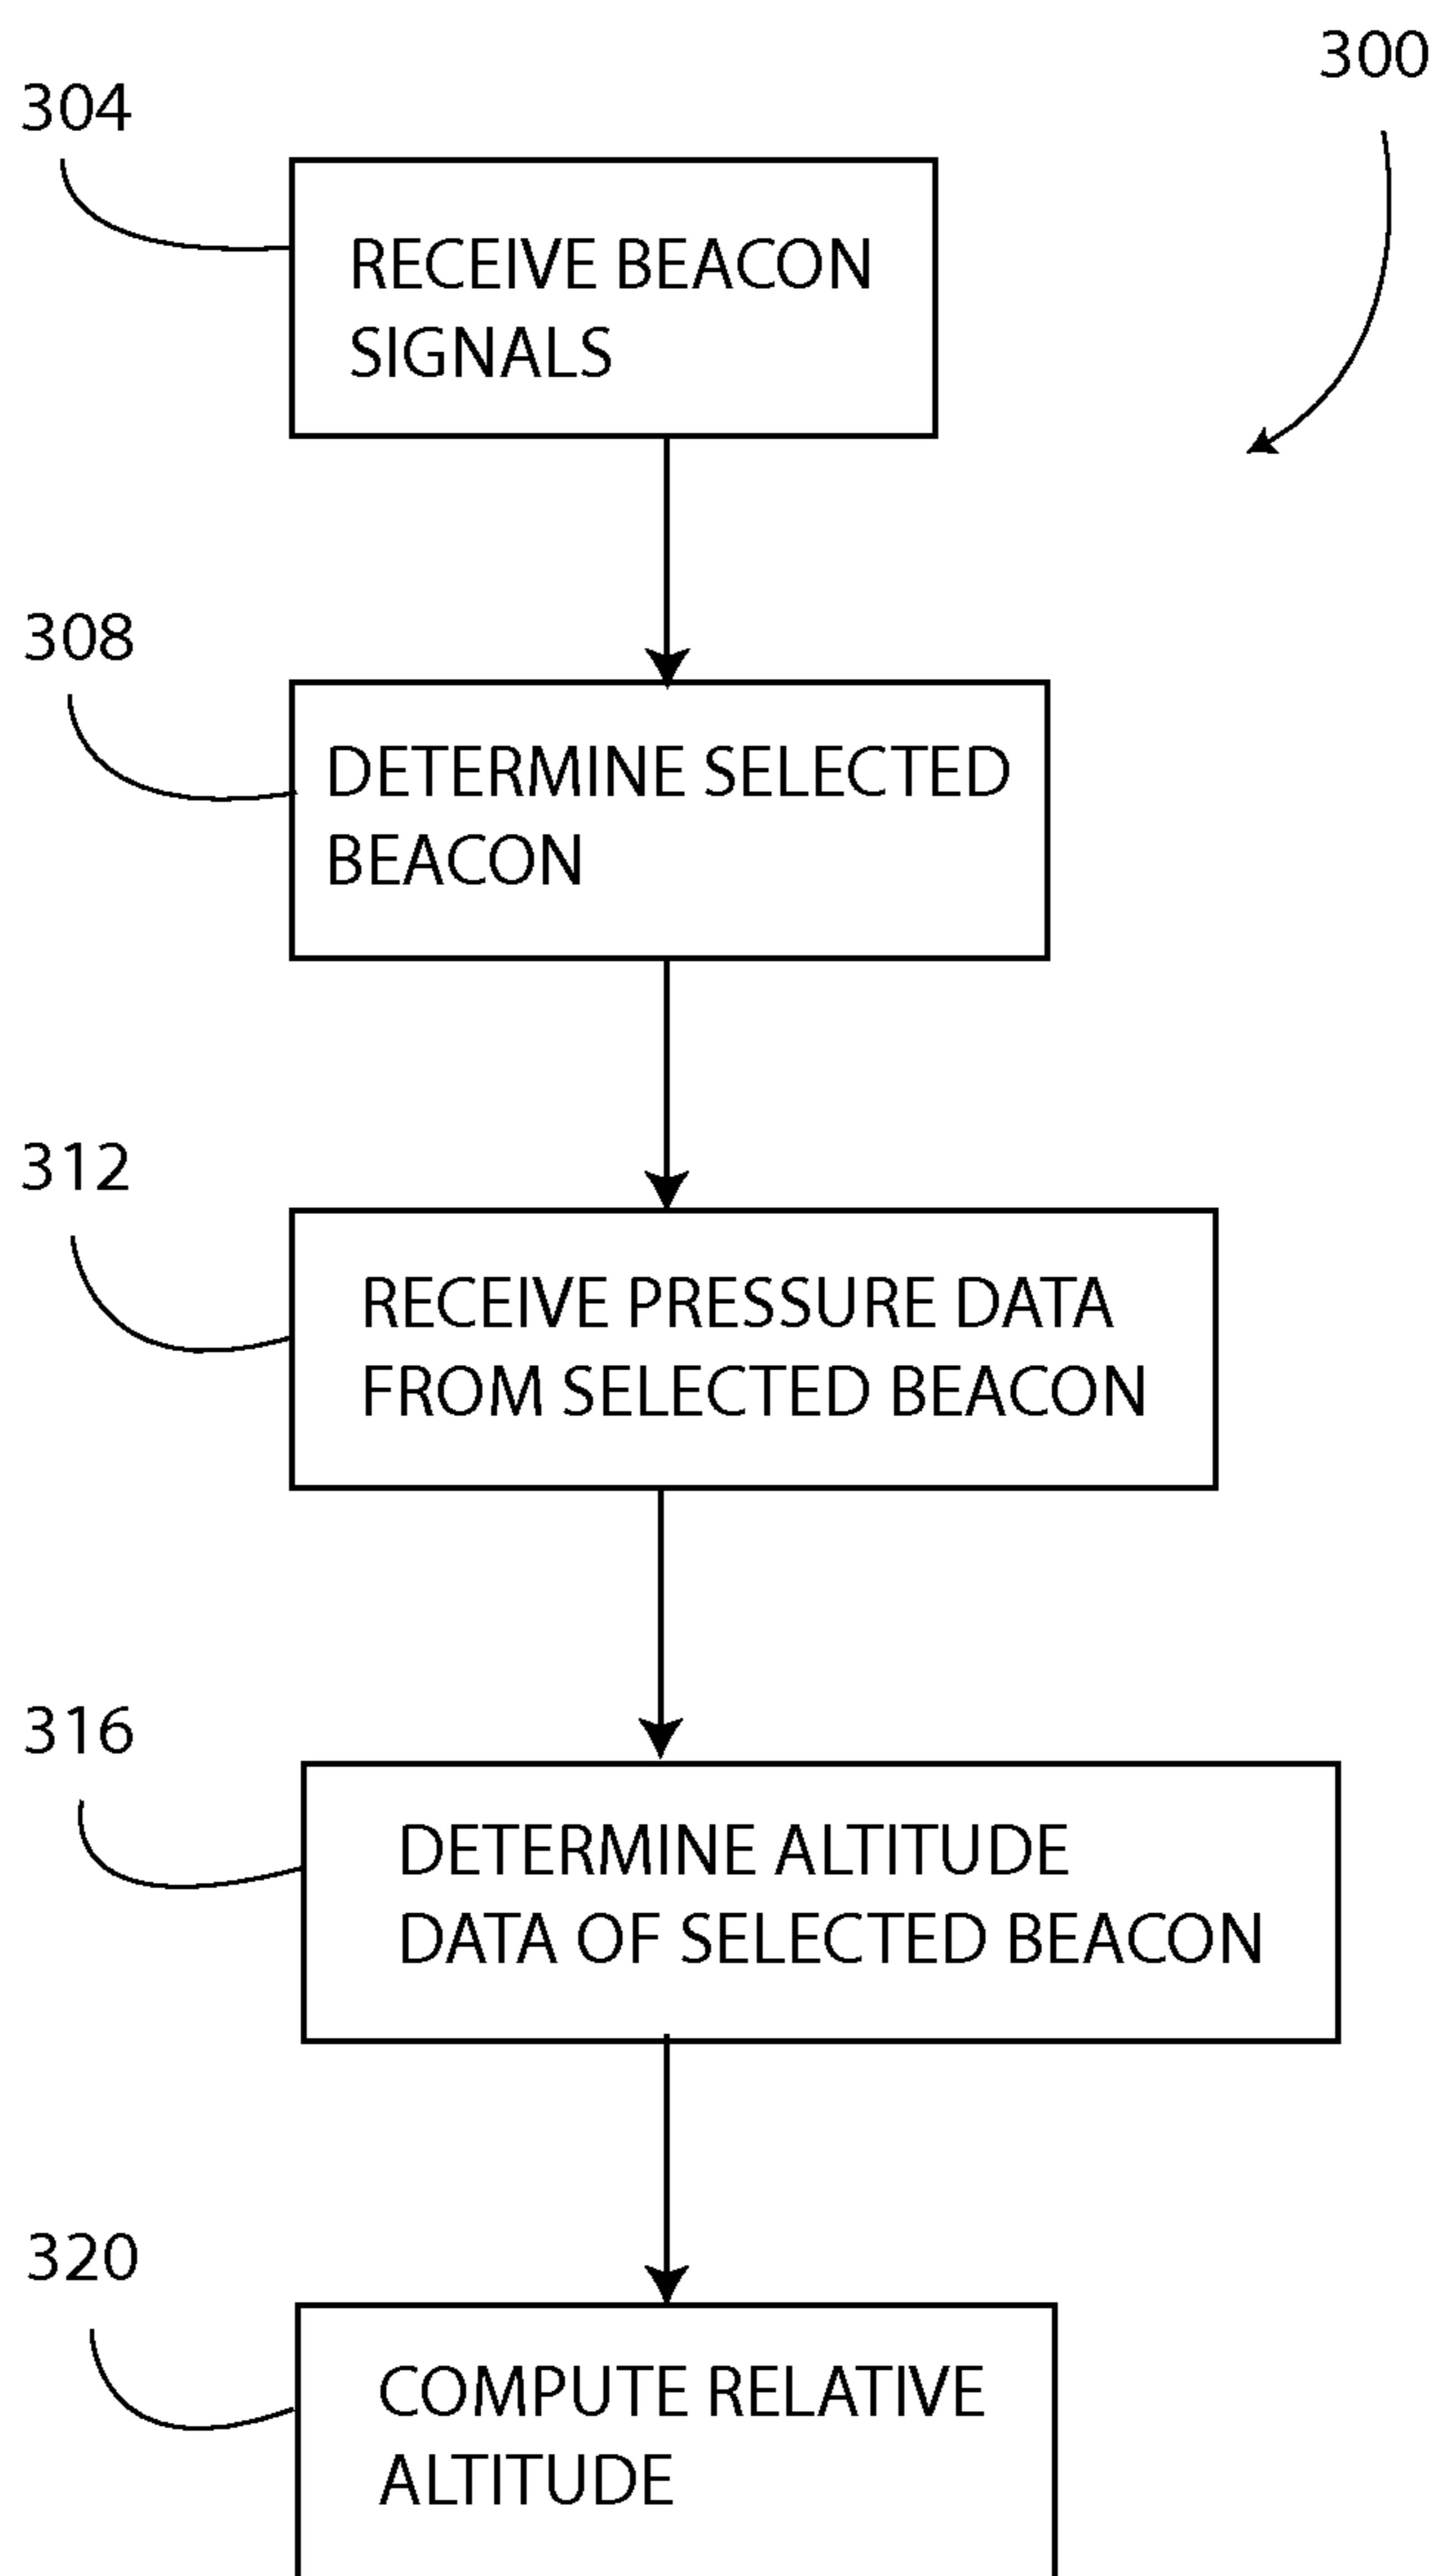 300
304
RECEIVE BEACON
SIGNALS
308
DETERMINE SELECTED
BEACON
312
RECEIVE PRESSURE DATA
FROM SELECTED BEACON
316
DETERMINE ALTITUDE
DATA OF SELECTED BEACON
320
COMPUTE RELATIVE
ALTITUDE